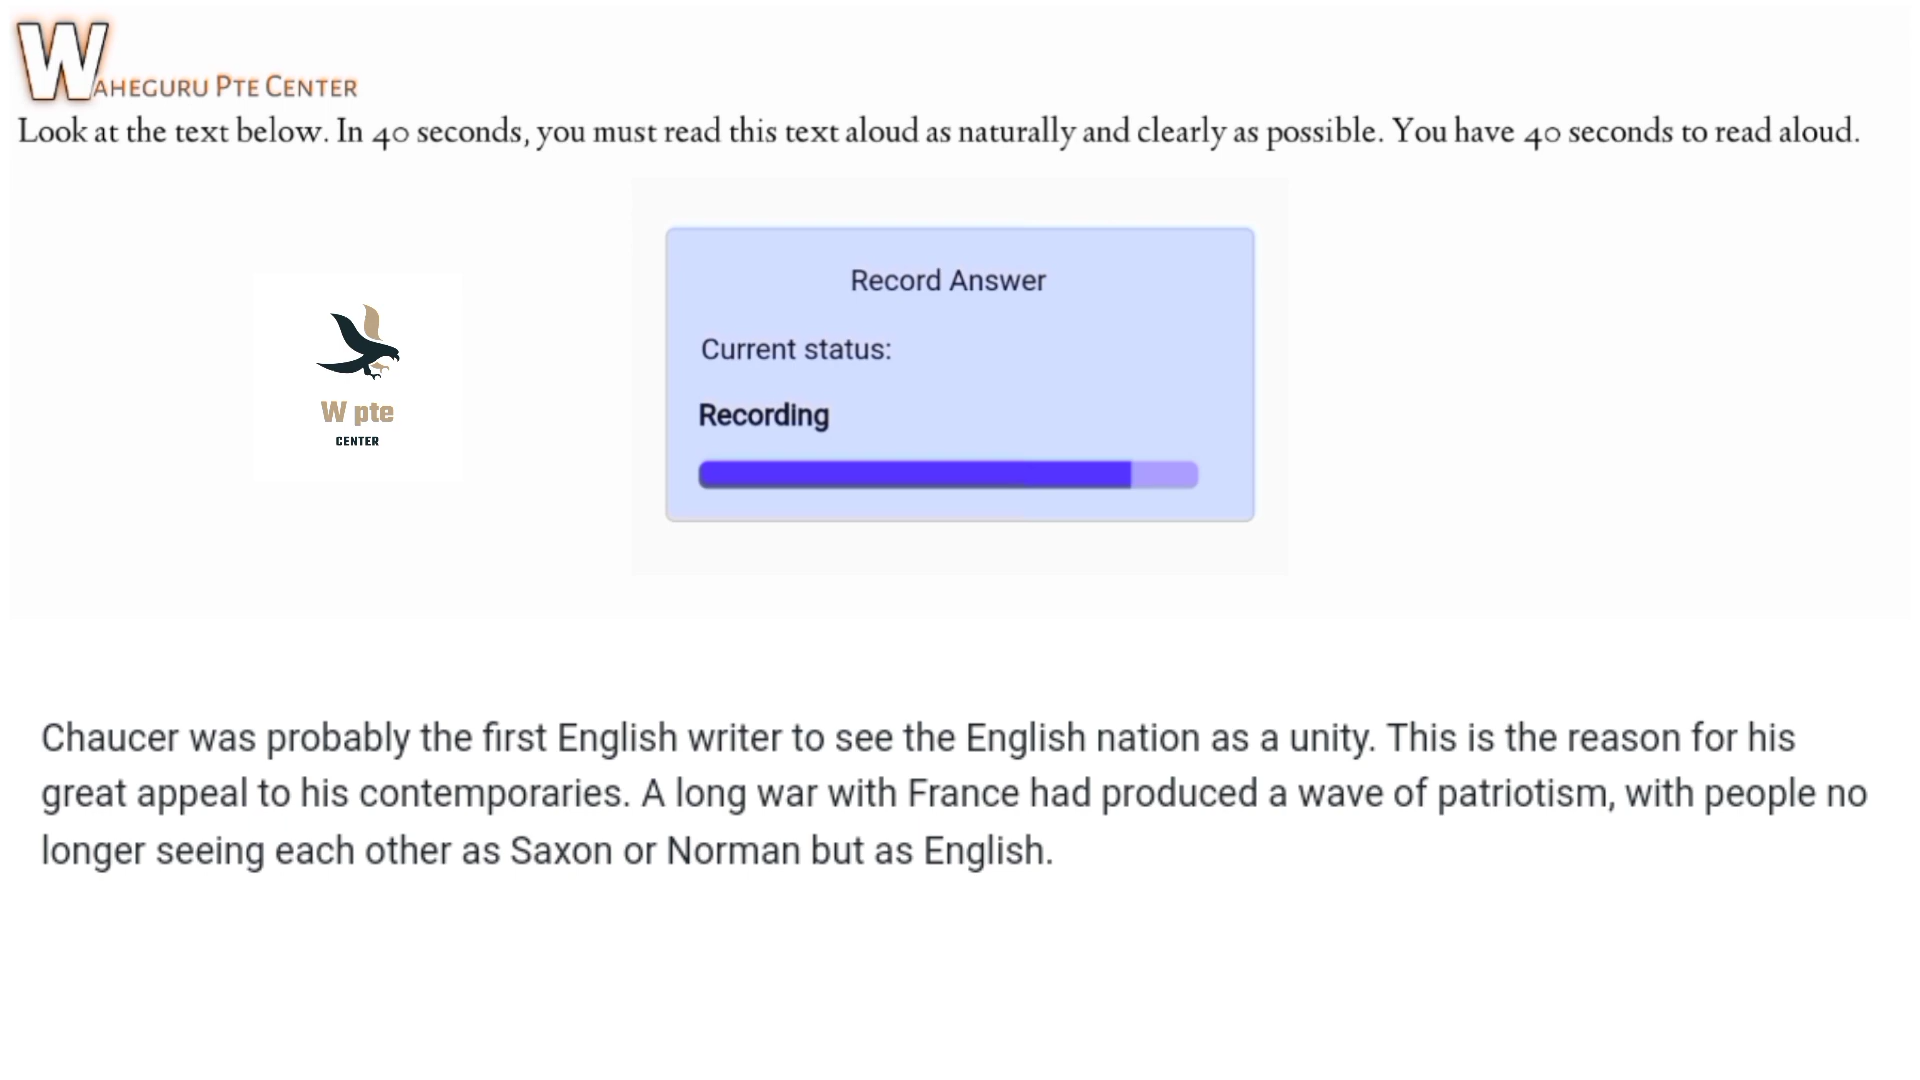 WAHEGURU PTE CENTER
Look at the text below. In 40 seconds, you must read this text aloud as naturally and clearly as possible. You have 40 seconds to read aloud.
Record Answer
Current status:
Recording
W pte
CENTER
Chaucer was probably the first English writer to see the English nation as a unity. This is the reason for his
great appeal to his contemporaries. A long war with France had produced a wave of patriotism, with people no
longer seeing each other as Saxon or Norman but as English.